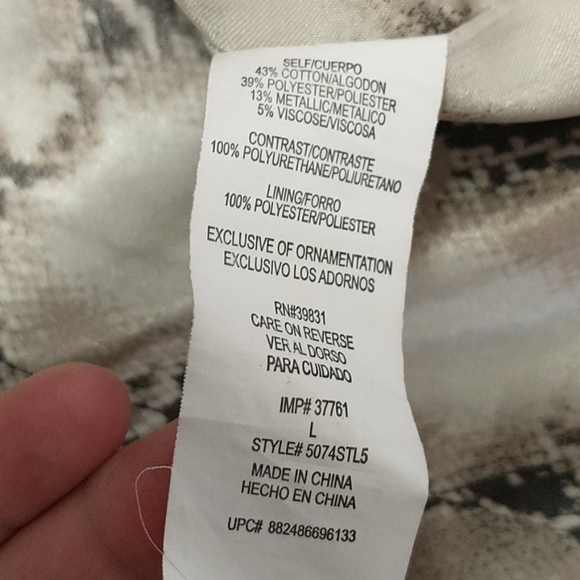 SELF/CUERPO
43% COTTON/ALGODON
39% POLYESTER/POLIESTER
13% METALLIC/METALICO
5% VISCOSE/VISCOSA
CONTRAST/CONTRASTE
100% POLYURETHANE/POLIURETANO
LINING/FORRO
100% POLYESTER/POLIESTER
EXCLUSIVE OF ORNAMENTATION
EXCLUSIVO LOS ADORNOS
RN#39831
CARE ON REVERSE
VER AL DORSO
PARA CUIDADO
IMP# 37761
L
STYLE# 5074STL5
MADE IN CHINA
HECHO EN CHINA
UPC# 882486696133